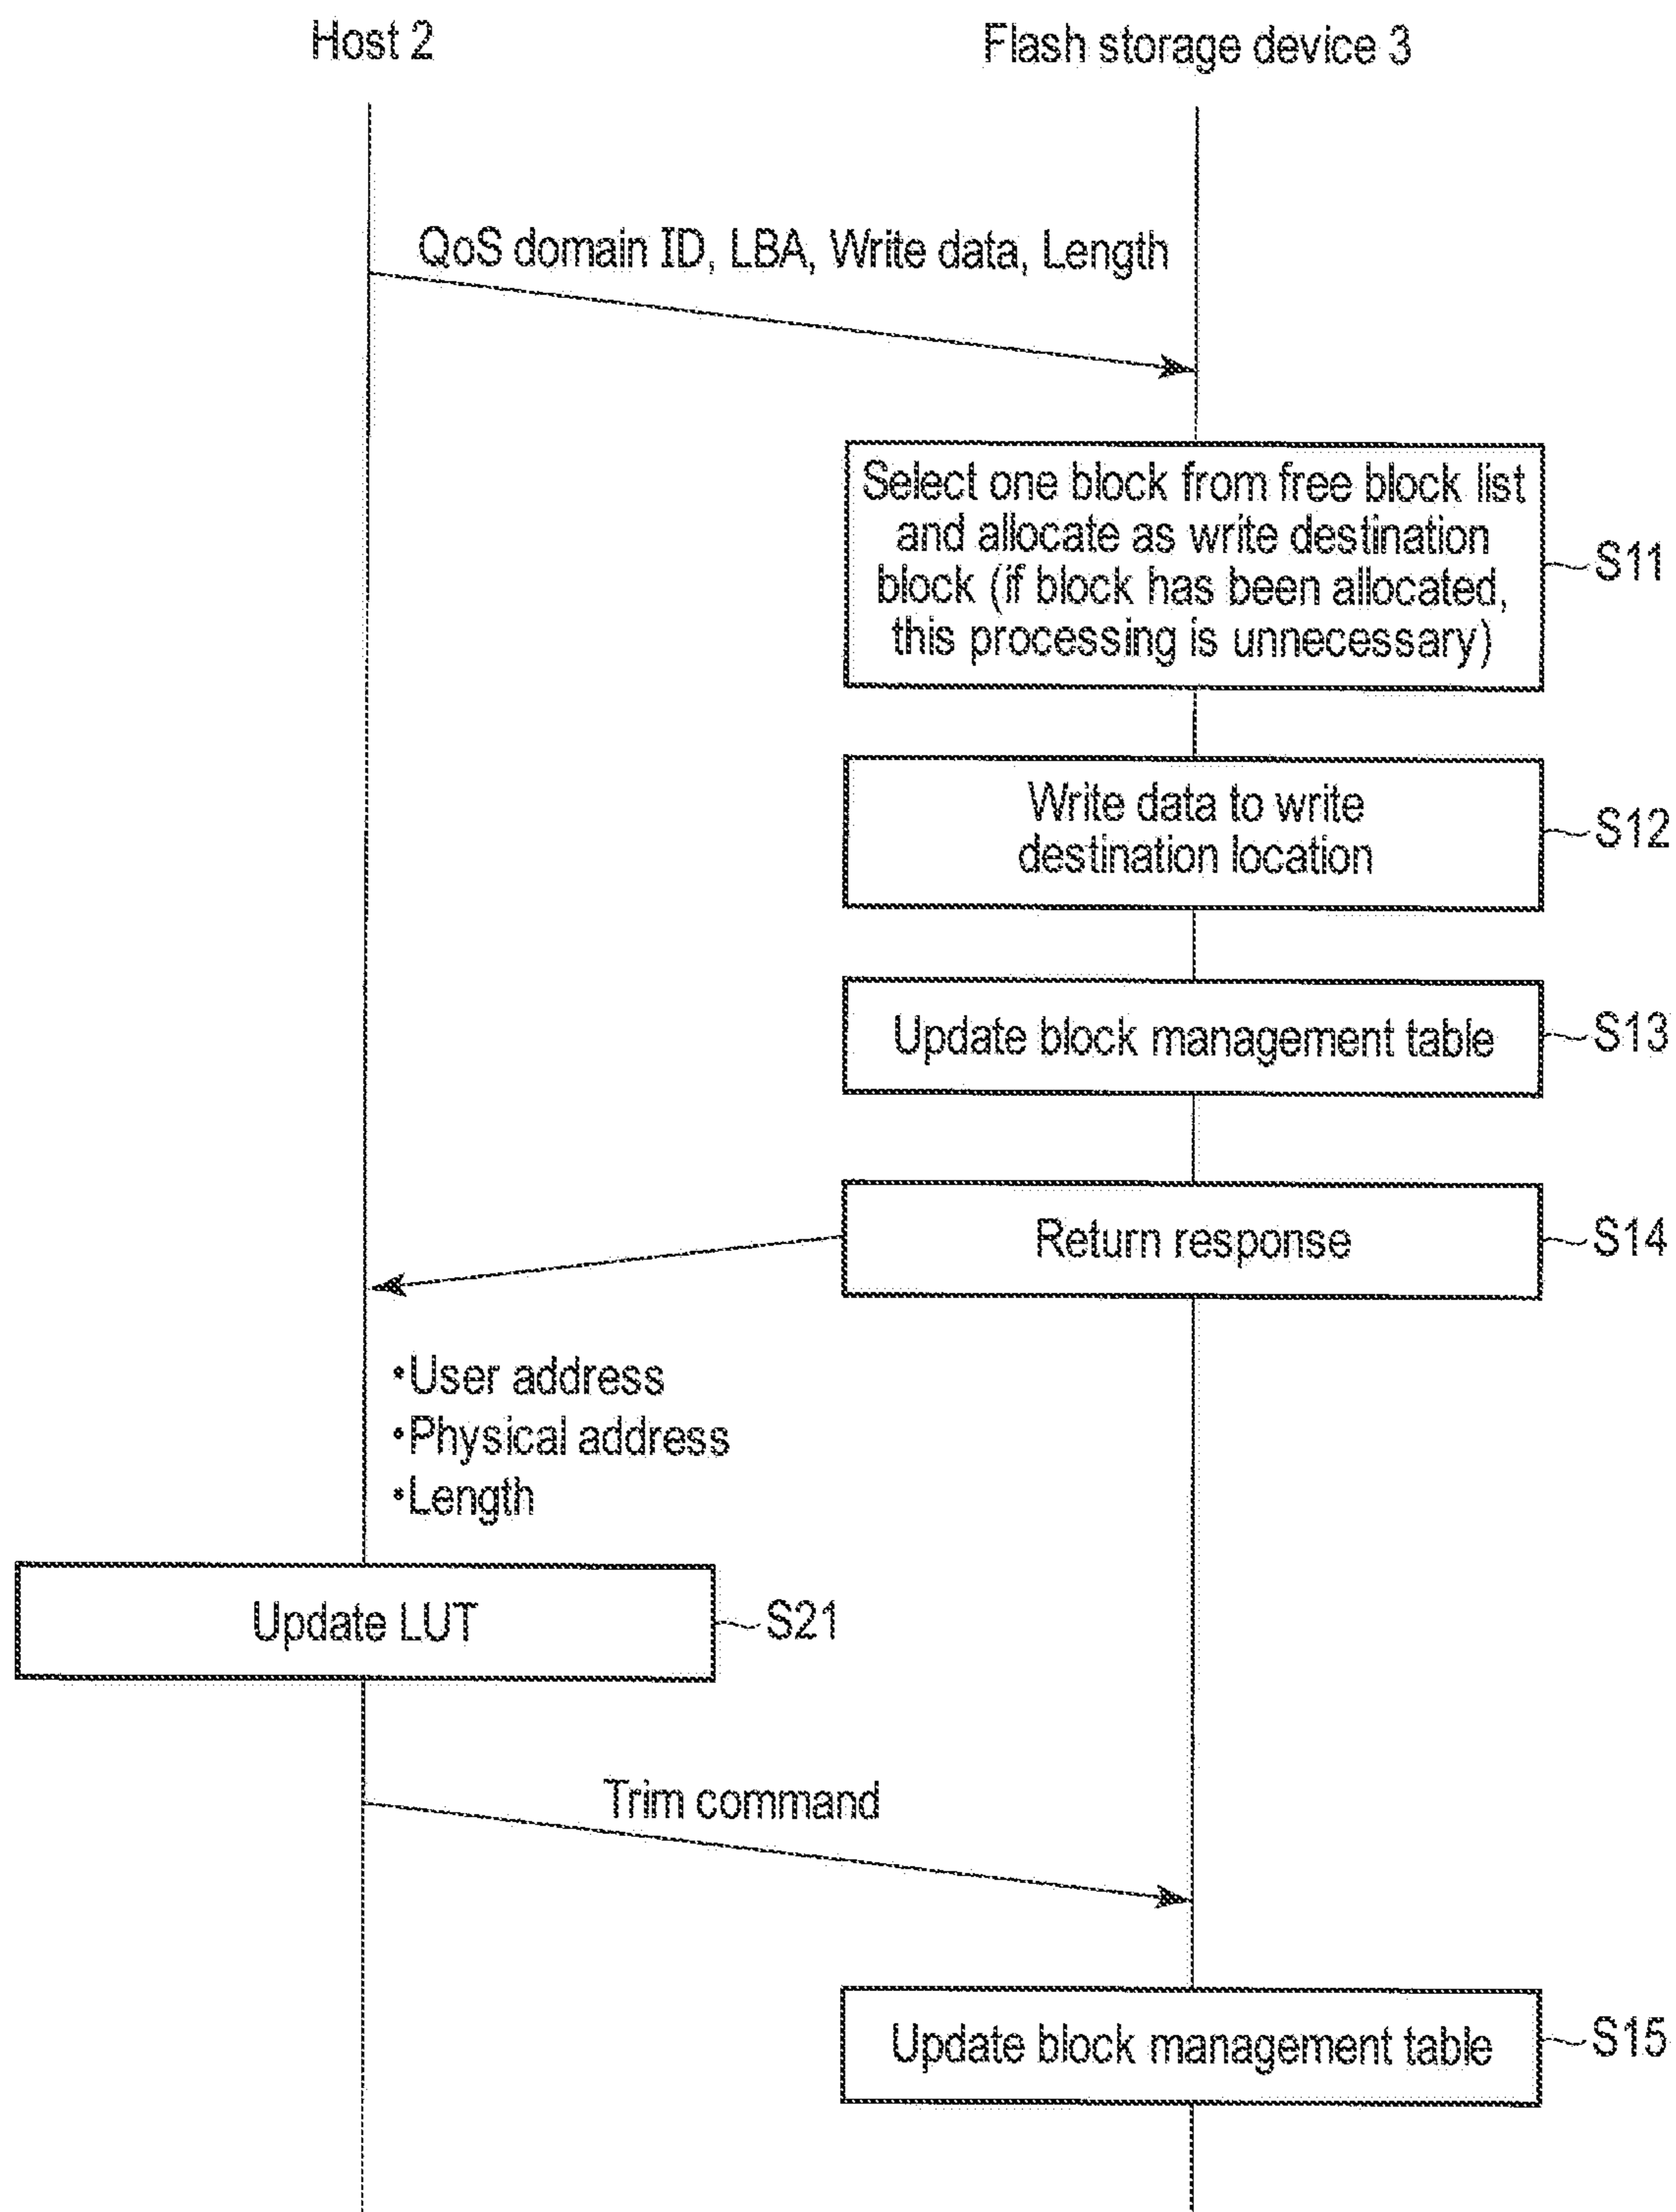 Host 2
Flash storage device 3
QoS domain ID, LBA, Write data, Length
Select one block from free block list
and allocate as write destination
block (if block has been allocated,
this processing is unnecessary)
S11
Write data to write
destination location
S12
Update block management table
S13
Return response
S14
•User address
•Physical address
•Length
Update LUT
S21
Trim command
Update block management table
S15